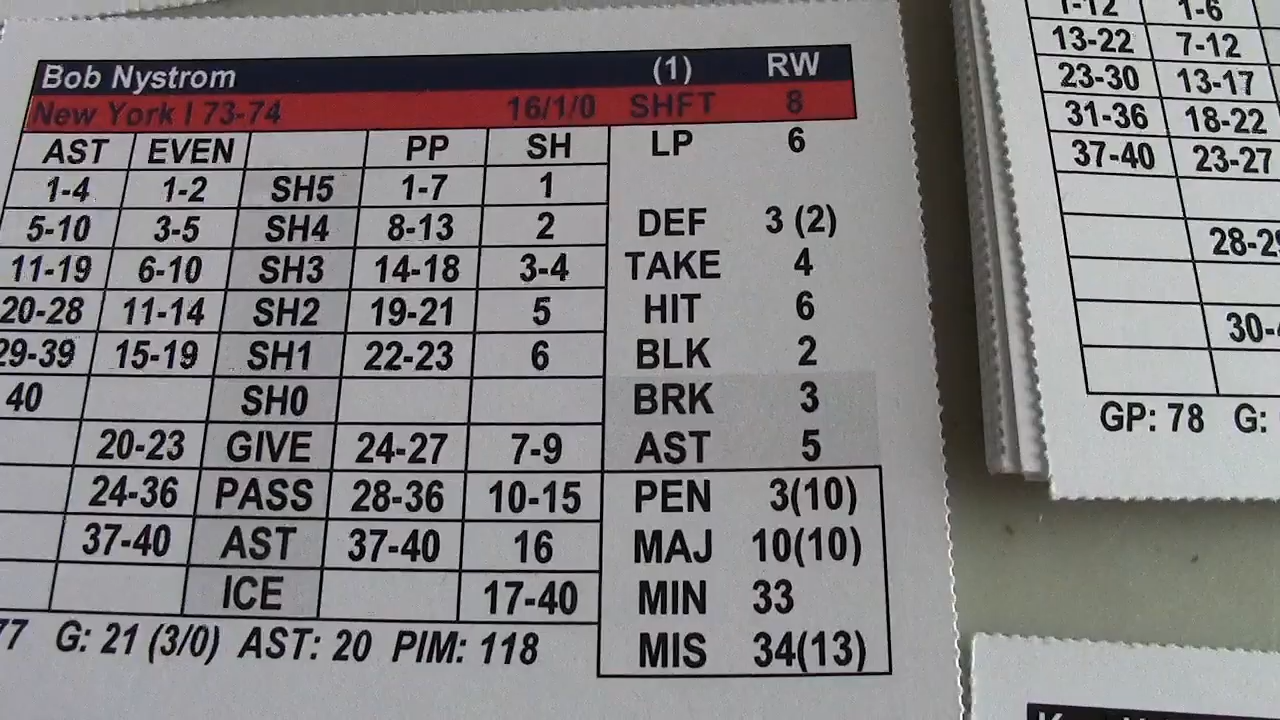 Bob Nystrom (1) RW
New York I 73-74 16/1/0 SHFT 8
AST EVEN PP SH LP 6
1-4 1-2 SH5 1-7 1
5-10 3-5 SH4 8-13 2 DEF 3 (2)
11-19 6-10 SH3 14-18 3-4 TAKE 4
20-28 11-14 SH2 19-21 5 HIT 6
29-39 15-19 SH1 22-23 6 BLK 2
40 SH0 BRK 3
20-23 GIVE 24-27 7-9 AST 5
24-36 PASS 28-36 10-15 PEN 3(10)
37-40 AST 37-40 16 MAJ 10(10)
ICE 17-40 MIN 33
77 G: 21 (3/0) AST: 20 PIM: 118 MIS 34(13)
1-12 1-6
13-22 7-12
23-30 13-17
31-36 18-22
37-40 23-27
28-29
30-
GP: 78 G: